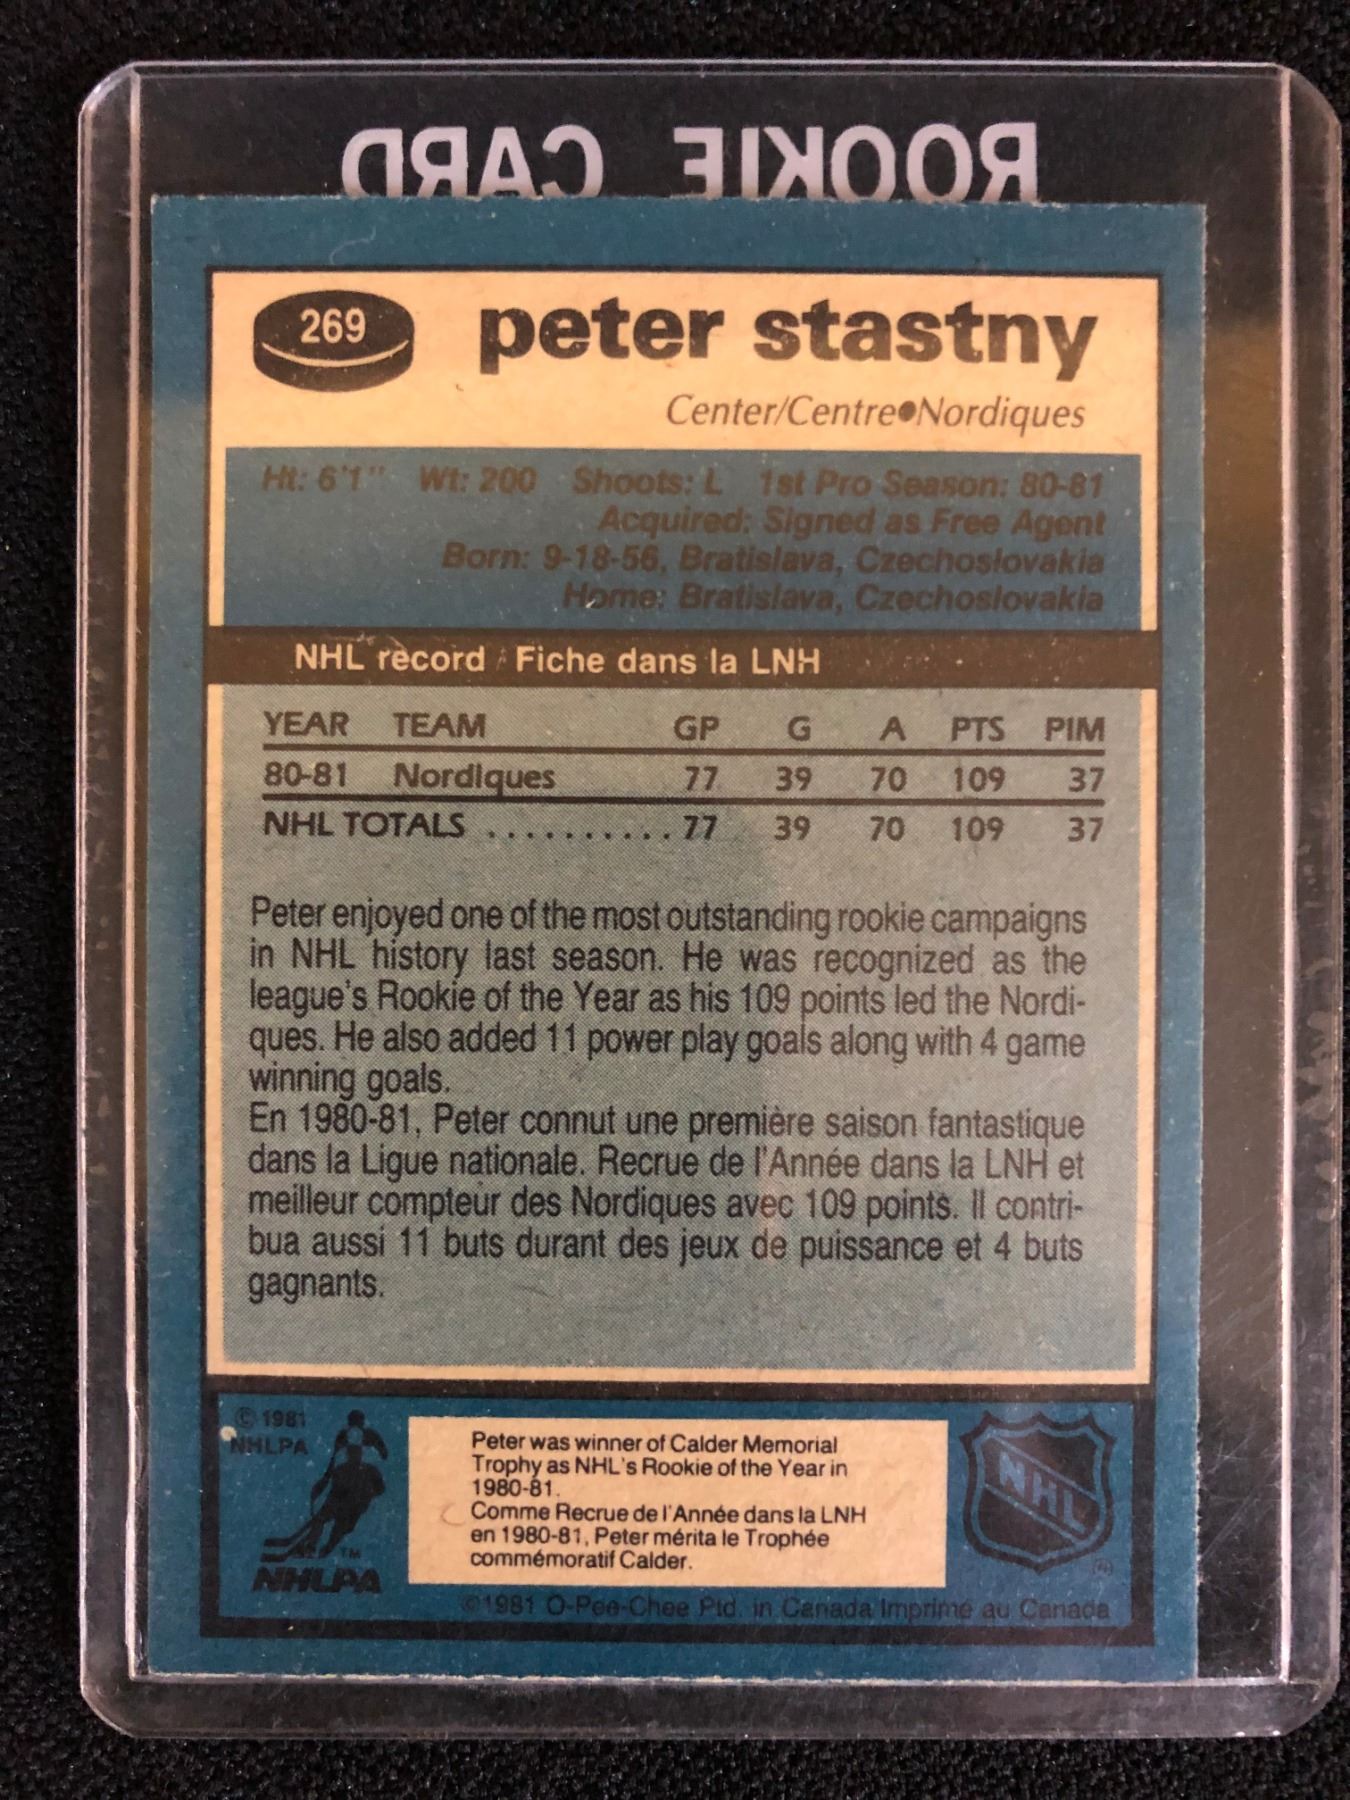 ROOKIE CARD
269
peter stastny
Center/Centre●Nordiques
Ht: 6'1" Wt: 200 Shoots: L 1st Pro Season: 80-81
Acquired: Signed as Free Agent
Born: 9-18-56, Bratislava, Czechoslovakia
Home: Bratislava, Czechoslovakia
NHL record / Fiche dans la LNH
YEAR TEAM GP G A PTS PIM
80-81 Nordiques 77 39 70 109 37
NHL TOTALS .......... 77 39 70 109 37
Peter enjoyed one of the most outstanding rookie campaigns
in NHL history last season. He was recognized as the
league's Rookie of the Year as his 109 points led the Nordi-
ques. He also added 11 power play goals along with 4 game
winning goals.
En 1980-81, Peter connut une première saison fantastique
dans la Ligue nationale. Recrue de l'Année dans la LNH et
meilleur compteur des Nordiques avec 109 points. Il contri-
bua aussi 11 buts durant des jeux de puissance et 4 buts
gagnants.
© 1981
NHLPA
TM
NHLPA
Peter was winner of Calder Memorial
Trophy as NHL's Rookie of the Year in
1980-81.
Comme Recrue de l'Année dans la LNH
en 1980-81, Peter mérita le Trophée
commémoratif Calder.
NHL
®
©1981 O-Pee-Chee Ptd. in Canada Imprimé au Canada